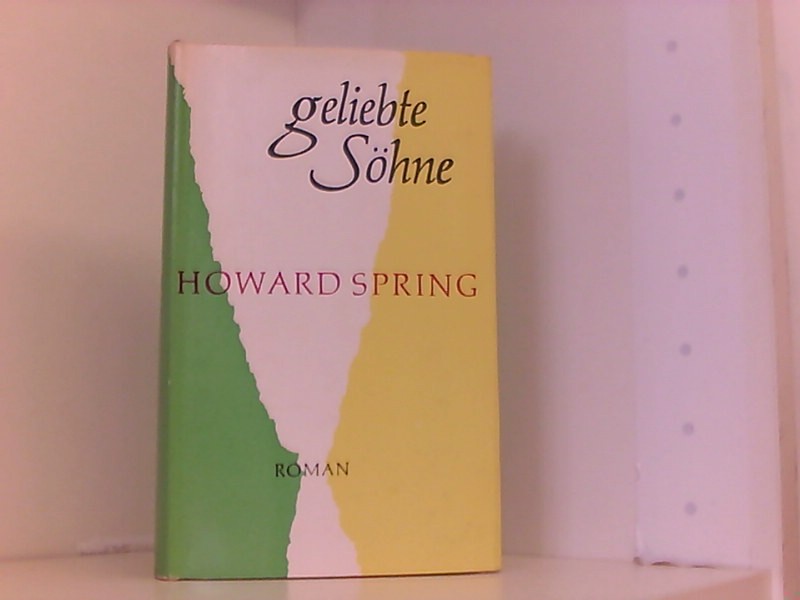 geliebte
Söhne
HOWARD SPRING
ROMAN